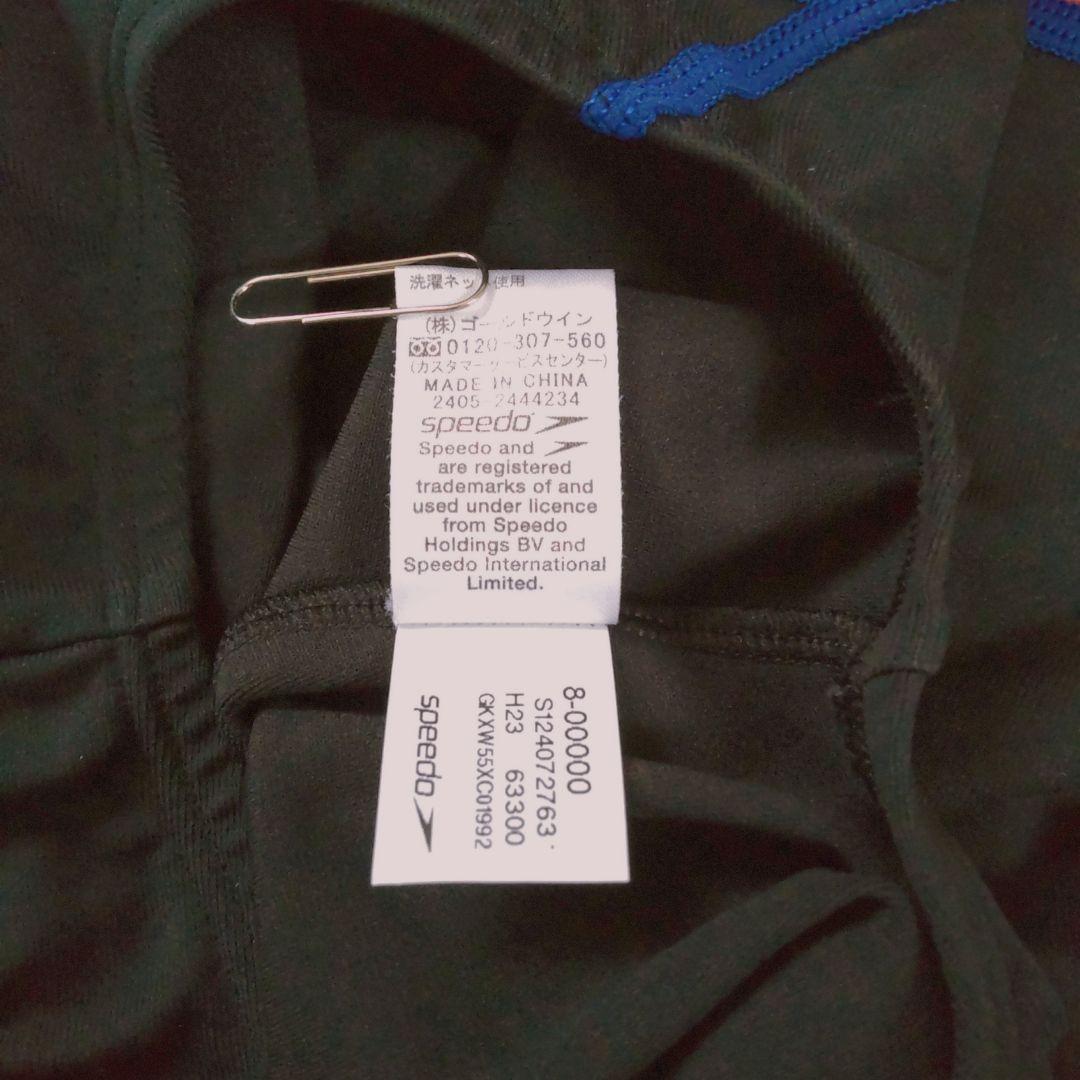 洗濯ネッ 使用
(株)ゴールドウイン
0120-307-560
(カスタマーサービスセンター)
MADE IN CHINA
2405-2444234
speedo
Speedo and
are registered
trademarks of and
used under licence
from Speedo
Holdings BV and
Speedo International
Limited.
8-00000
S124072763
H23 63300
GKXW55XC01992
speedo